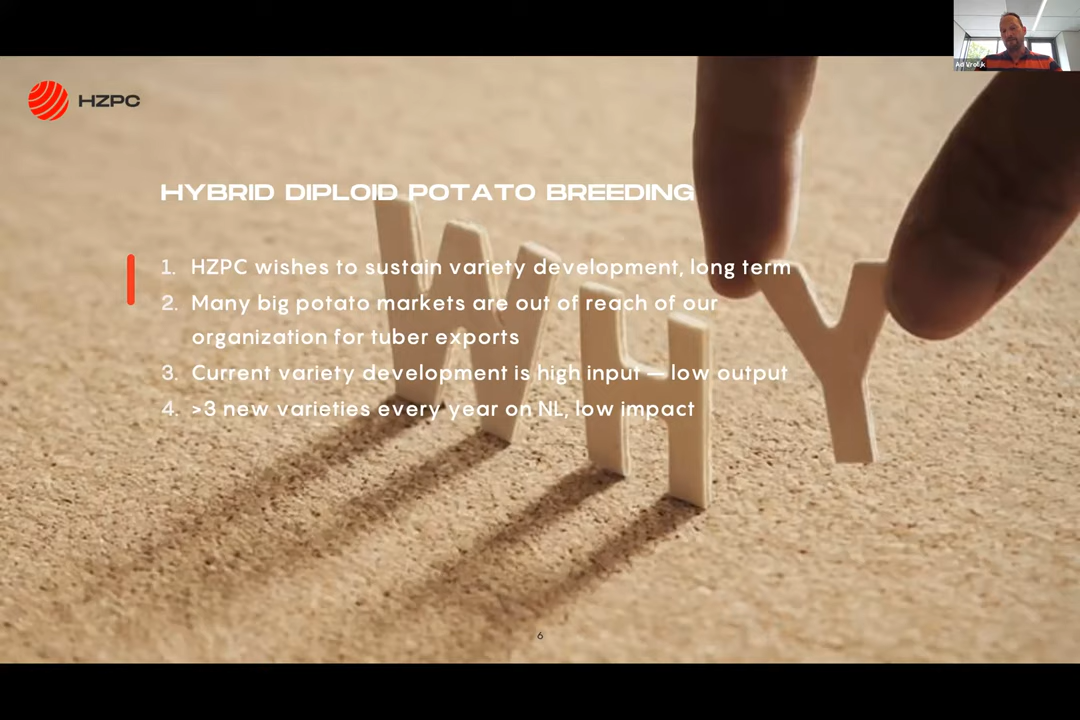 Ad Vrolijk
HZPC
HYBRID DIPLOID POTATO BREEDING
1. HZPC wishes to sustain variety development, long term
2. Many big potato markets are out of reach of our
organization for tuber exports
3. Current variety development is high input – low output
4. >3 new varieties every year on NL, low impact
WHY
6